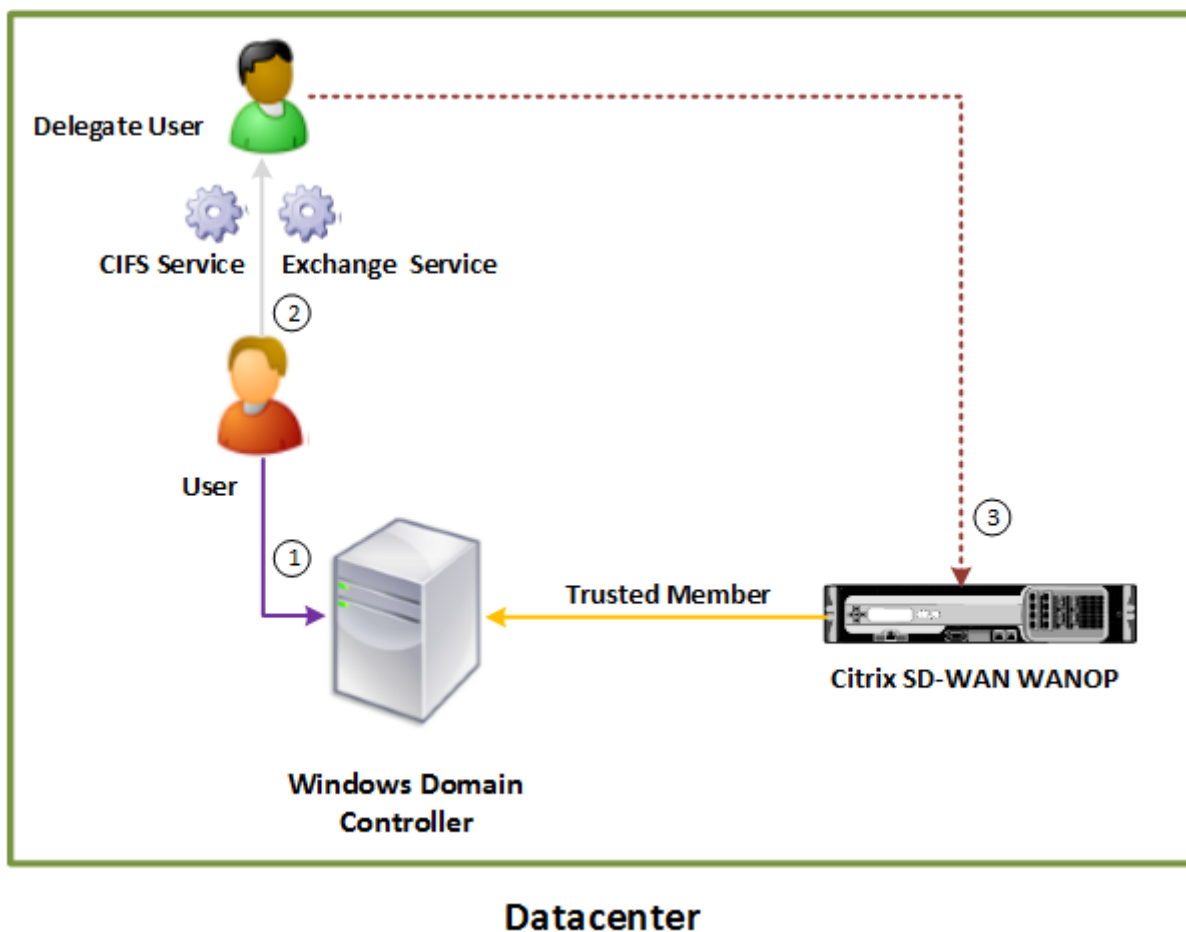 Delegate User
CIFS Service
Exchange Service
2
User
1
3
Trusted Member
Citrix SD-WAN WANOP
Windows Domain
Controller
Datacenter